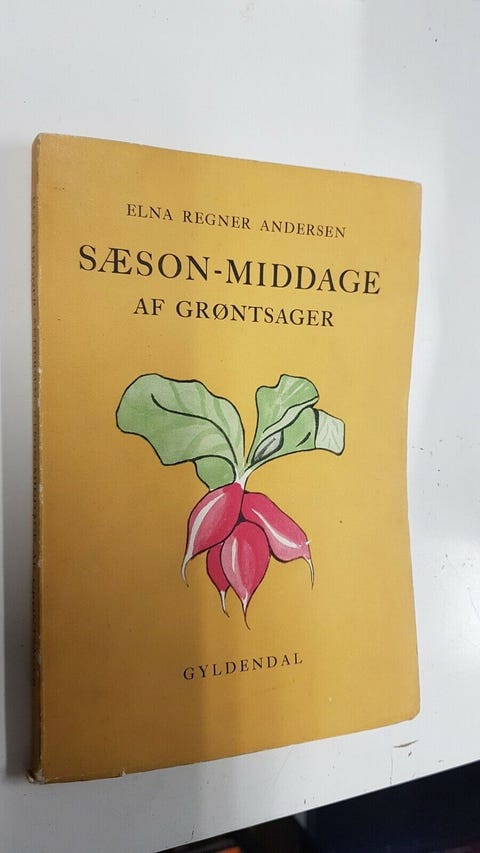 ELNA REGNER ANDERSEN
SÆSON-MIDDAGE
AF GRØNTSAGER
GYLDENDAL